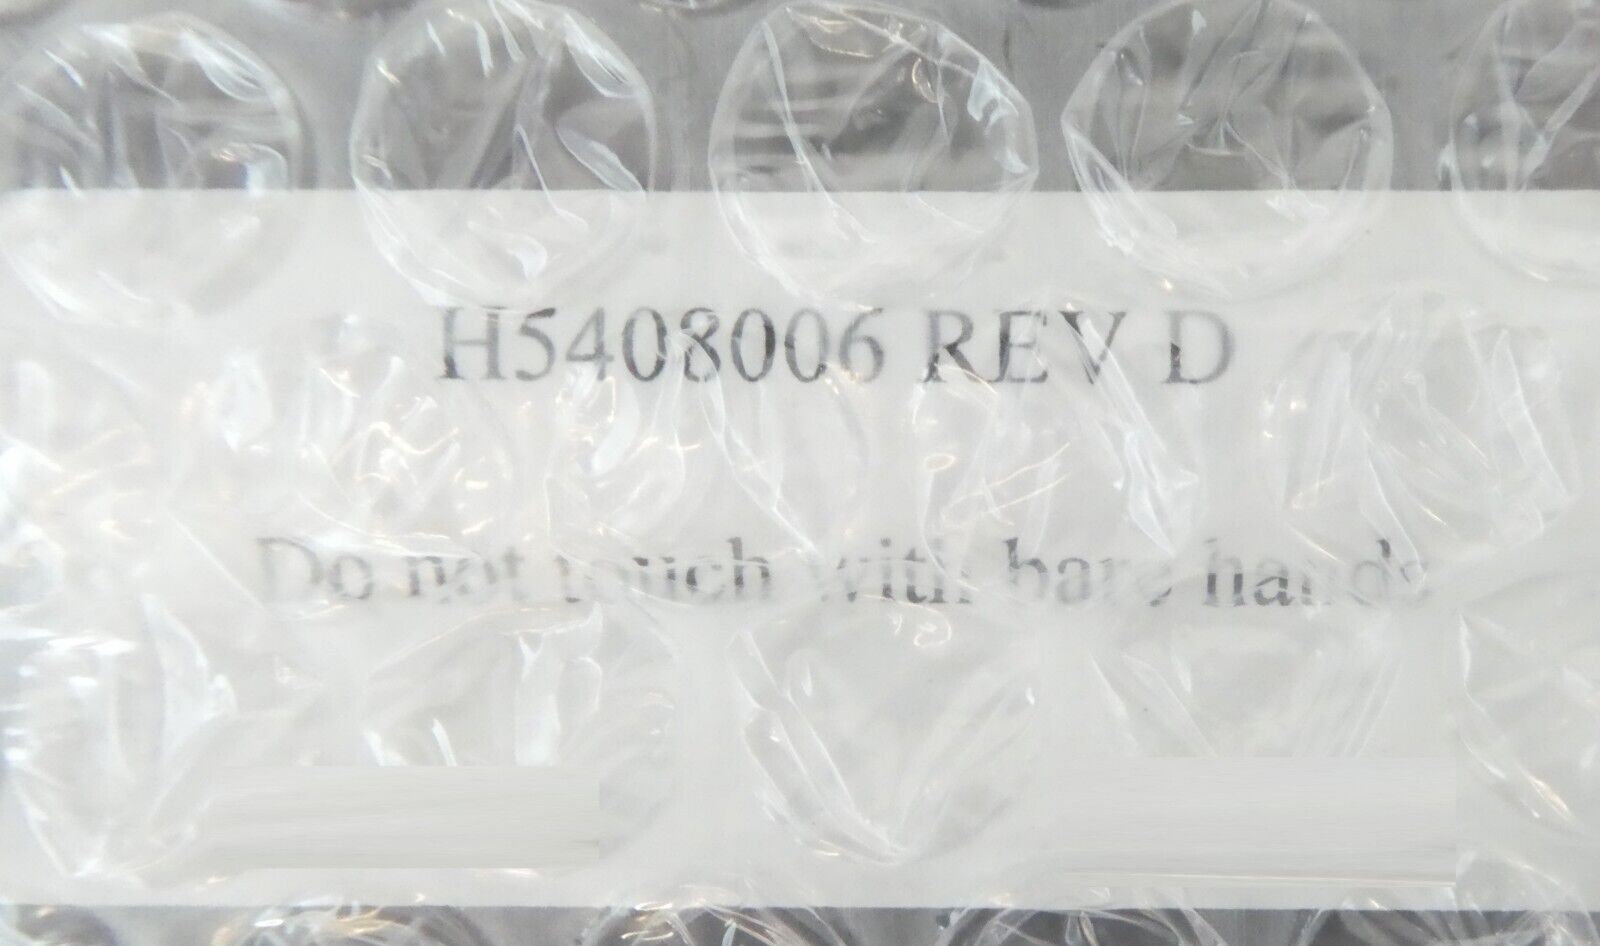 H5408006 REV D
Do not touch with bare hands